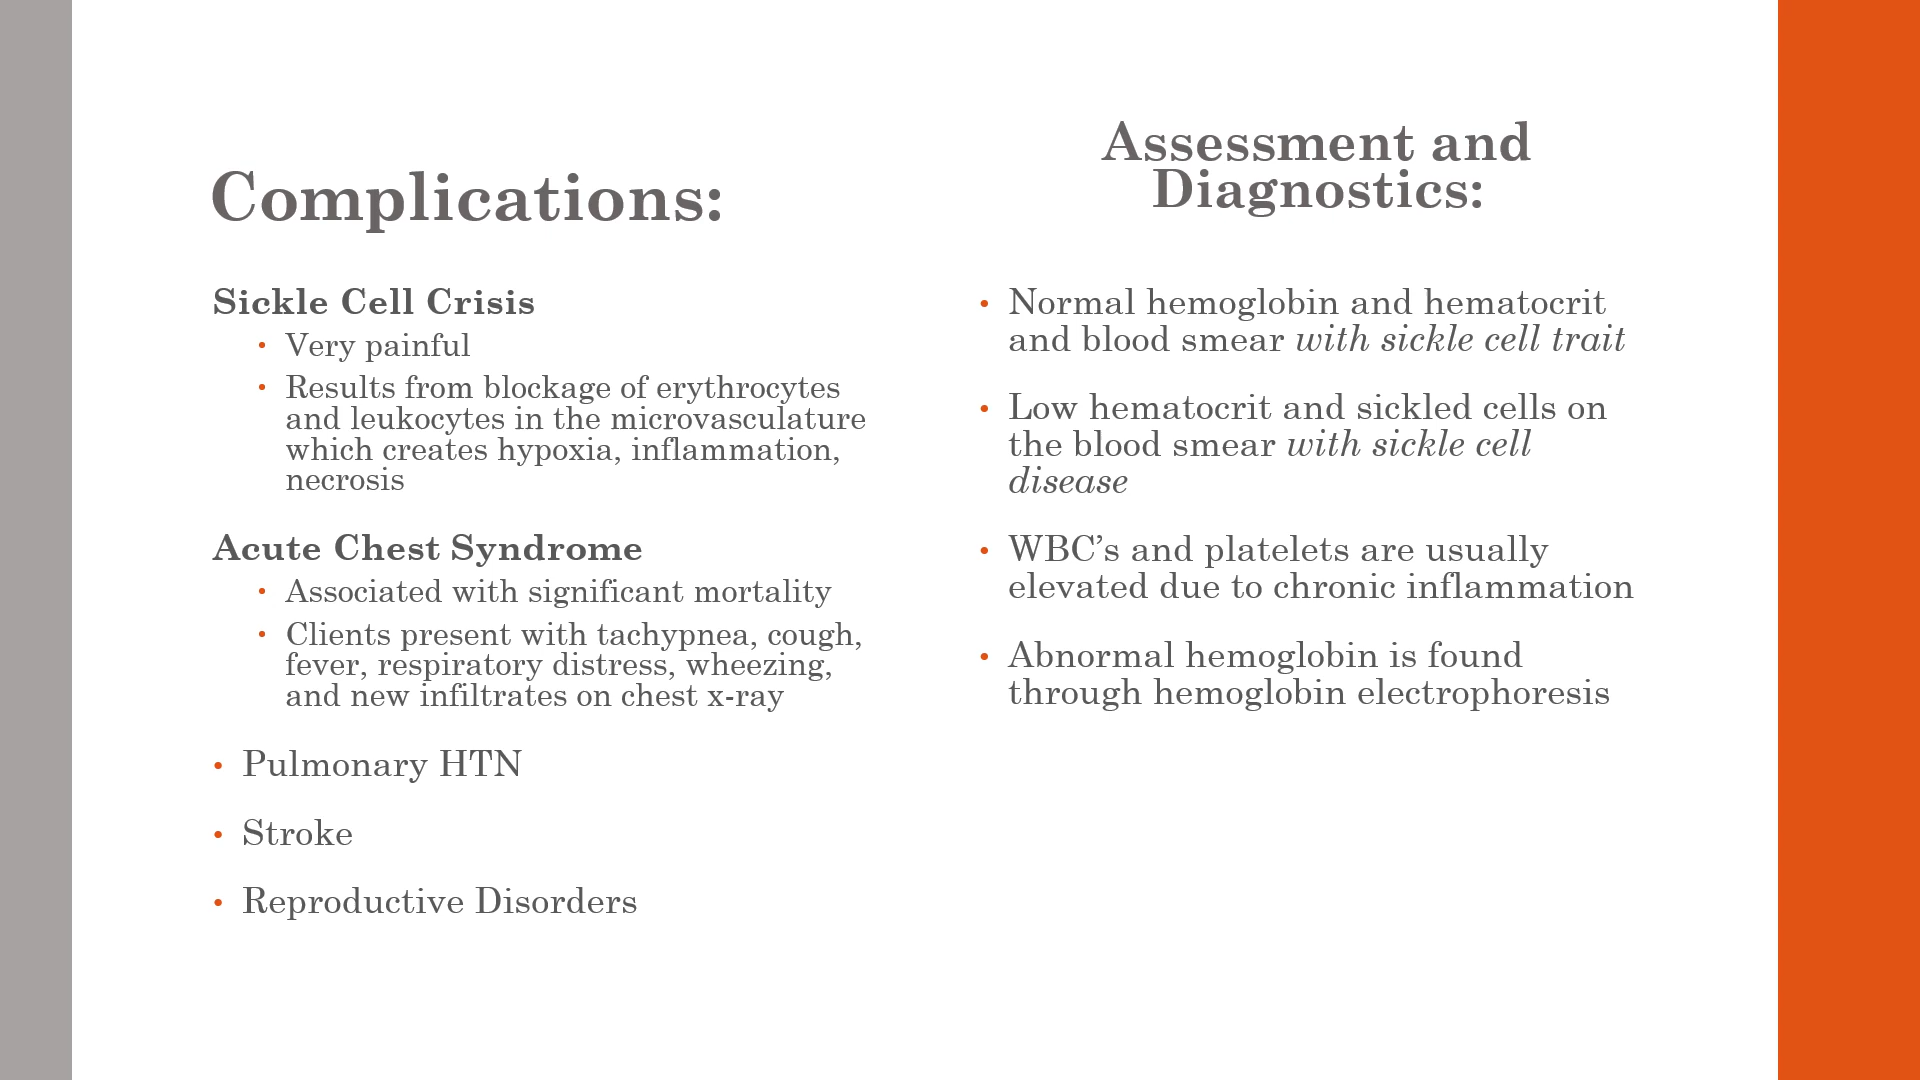 Complications:
Sickle Cell Crisis
• Very painful
• Results from blockage of erythrocytes
and leukocytes in the microvasculature
which creates hypoxia, inflammation,
necrosis
Acute Chest Syndrome
• Associated with significant mortality
• Clients present with tachypnea, cough,
fever, respiratory distress, wheezing,
and new infiltrates on chest x-ray
• Pulmonary HTN
• Stroke
• Reproductive Disorders
Assessment and
Diagnostics:
• Normal hemoglobin and hematocrit
and blood smear with sickle cell trait
• Low hematocrit and sickled cells on
the blood smear with sickle cell
disease
• WBC’s and platelets are usually
elevated due to chronic inflammation
• Abnormal hemoglobin is found
through hemoglobin electrophoresis